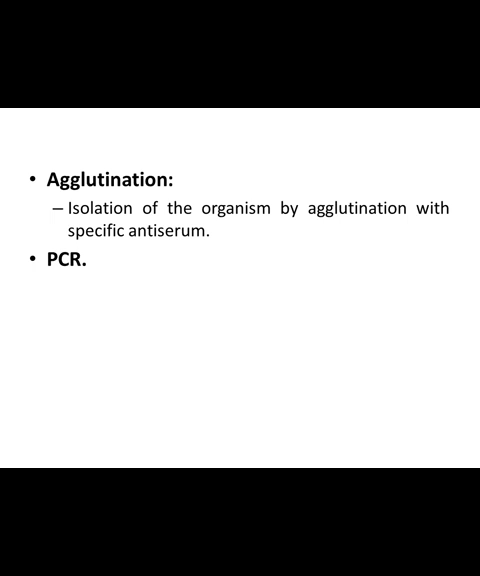 • Agglutination:
– Isolation of the organism by agglutination with
specific antiserum.
• PCR.